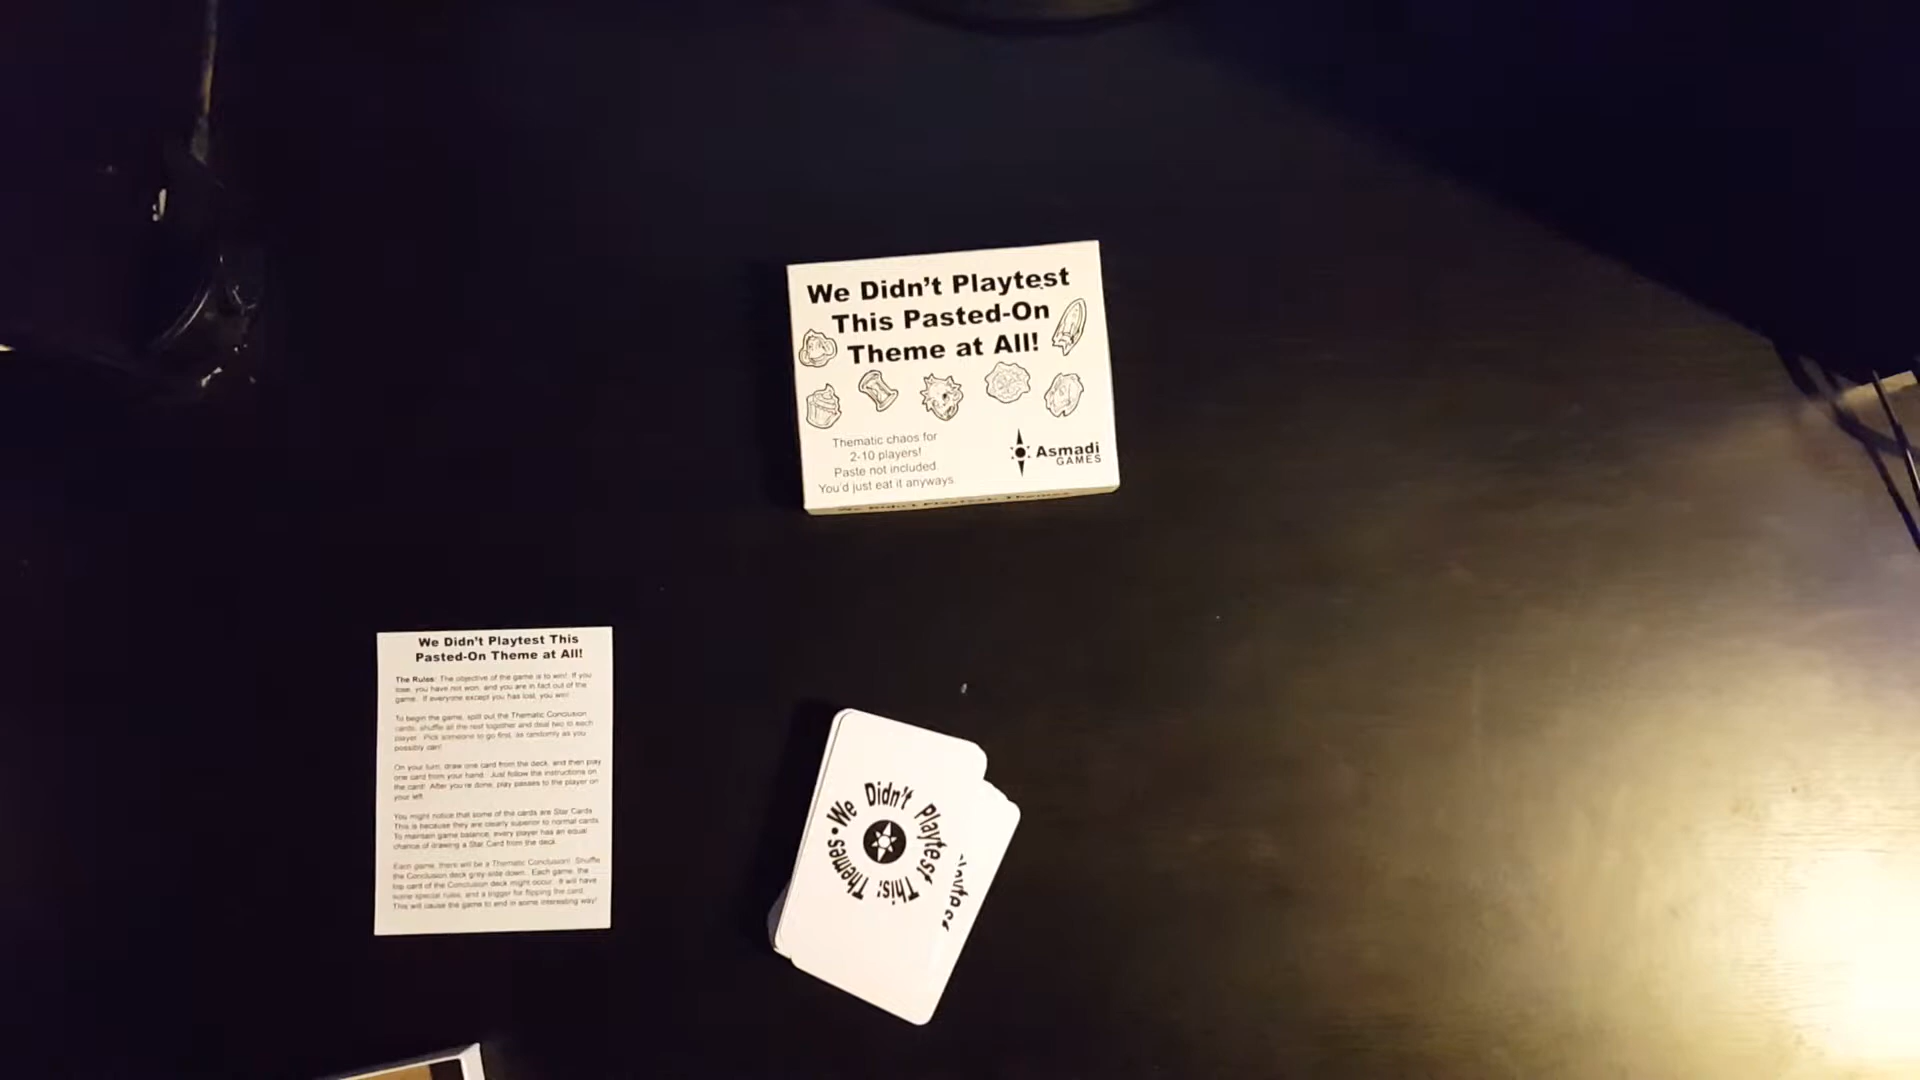 We Didn't Playtest
This Pasted-On
Theme at All!
Thematic chaos for
2-10 players!
Paste not included.
You'd just eat it anyways
Asmadi
GAMES
We Didn't Playtest: Themes
We Didn't Playtest This
Pasted-On Theme at All!
The Rules: The objective of the game is to win! If you
lose, you have not won, and you are in fact out of the
game. If everyone except you has lost, you win!
To begin the game, split out the Thematic Conclusion
cards, shuffle all the rest together and deal two to each
player. Pick someone to go first, as randomly as you
possibly can!
On your turn, draw one card from the deck, and then play
one card from your hand. Just follow the instructions on
the card! After you're done, play passes to the player on
your left.
You might notice that some of the cards are Star Cards.
This is because they are clearly superior to normal cards.
To maintain game balance, every player has an equal
chance of drawing a Star Card from the deck.
Each game, there will be a Thematic Conclusion! Shuffle
the Conclusion deck grey-side down. Each game, the
top card of the Conclusion deck might occur. It will have
some special rules, and a trigger for flipping the card.
This will cause the game to end in some interesting way!
We Didn't Playtest This: Themes •